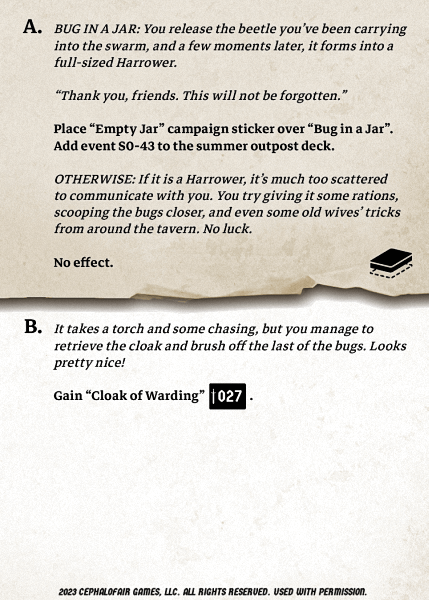 A. BUG IN A JAR: You release the beetle you’ve been carrying
into the swarm, and a few moments later, it forms into a
full-sized Harrower.
“Thank you, friends. This will not be forgotten.”
Place “Empty Jar” campaign sticker over “Bug in a Jar”.
Add event SO-43 to the summer outpost deck.
OTHERWISE: If it is a Harrower, it’s much too scattered
to communicate with you. You try giving it some rations,
scooping the bugs closer, and even some old wives’ tricks
from around the tavern. No luck.
No effect.
B. It takes a torch and some chasing, but you manage to
retrieve the cloak and brush off the last of the bugs. Looks
pretty nice!
Gain “Cloak of Warding” 027 .
2023 CEPHALOFAIR GAMES, LLC. ALL RIGHTS RESERVED. USED WITH PERMISSION.